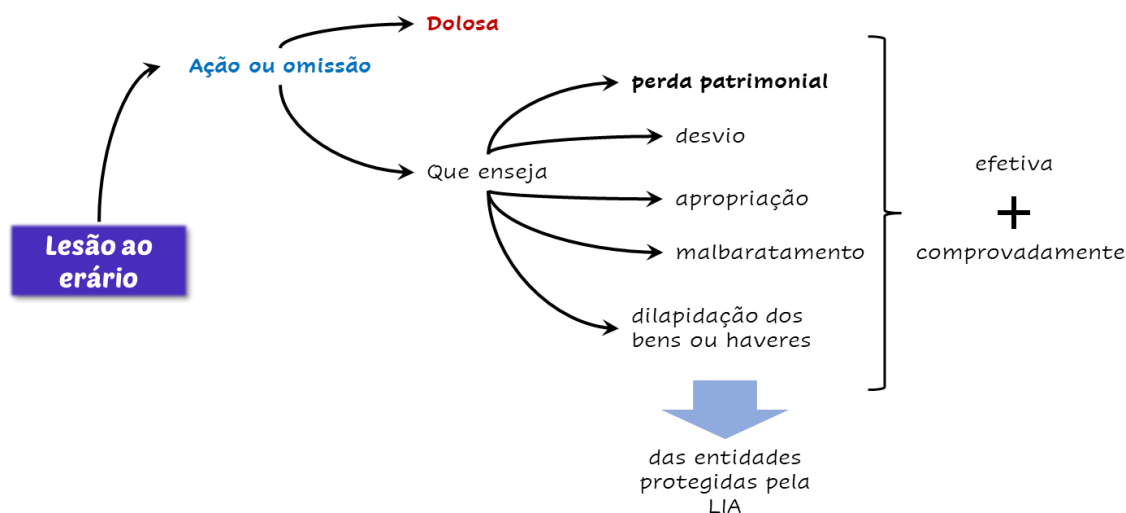 Lesão ao
erário
Ação ou omissão
Dolosa
Que enseja
perda patrimonial
desvio
apropriação
malbaratamento
dilapidação dos
bens ou haveres
das entidades
protegidas pela
LIA
efetiva
+
comprovadamente